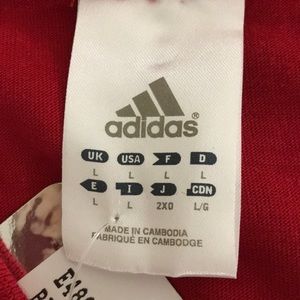 adidas®
UK USA F D
L L L L
E I J CDN
L L 2XO L/G
MADE IN CAMBODIA
FABRIQUÉ EN CAMBODGE